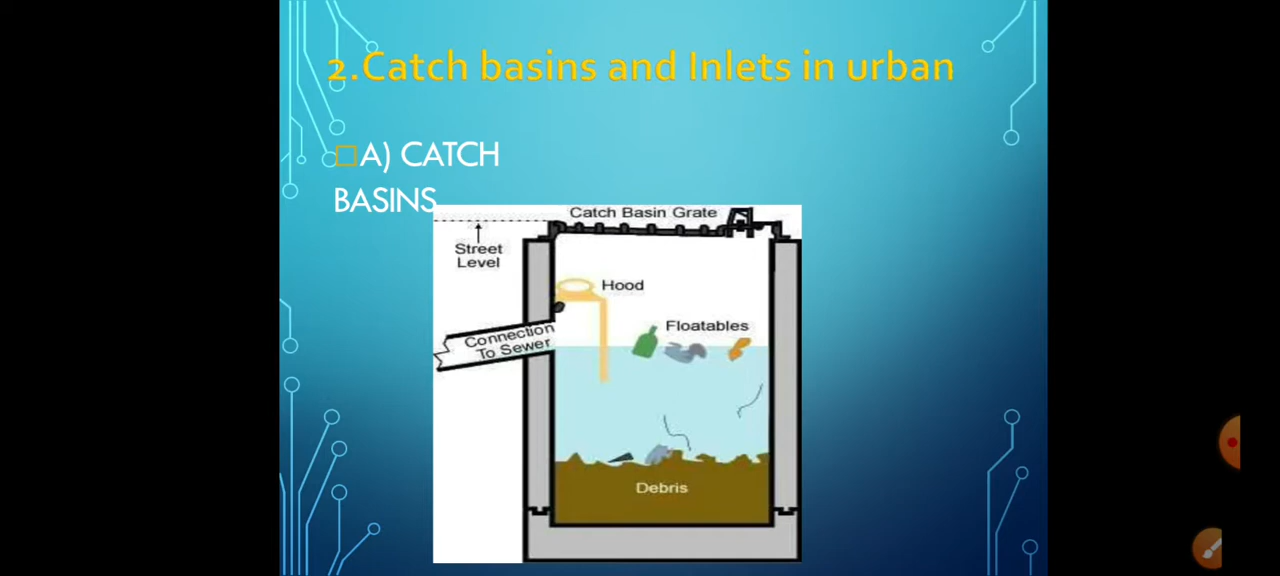 2.Catch basins and Inlets in urban
A) CATCH
BASINS
Catch Basin Grate
Street
Level
Hood
Floatables
Connection
To Sewer
Debris